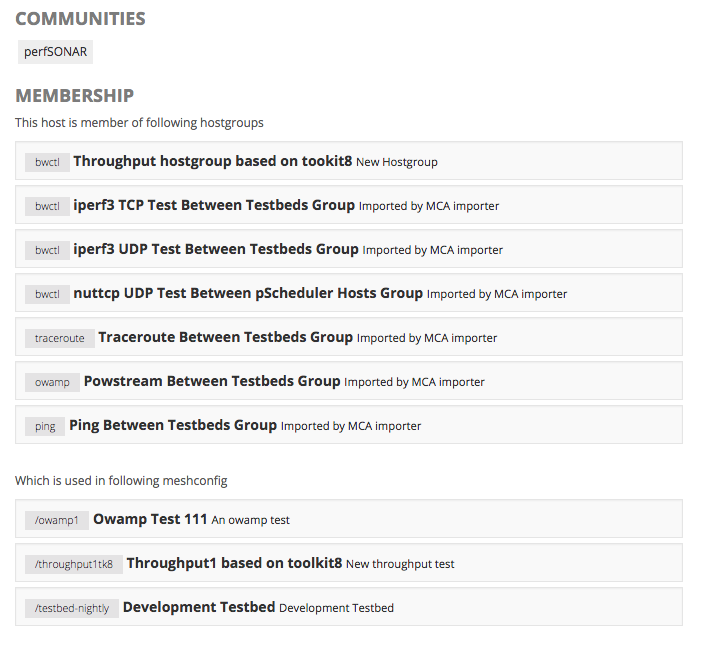 COMMUNITIES
perfSONAR
MEMBERSHIP
This host is member of following hostgroups
bwctl Throughput hostgroup based on tookit8 New Hostgroup
bwctl iperf3 TCP Test Between Testbeds Group Imported by MCA importer
bwctl iperf3 UDP Test Between Testbeds Group Imported by MCA importer
bwctl nuttcp UDP Test Between pScheduler Hosts Group Imported by MCA importer
traceroute Traceroute Between Testbeds Group Imported by MCA importer
owamp Powstream Between Testbeds Group Imported by MCA importer
ping Ping Between Testbeds Group Imported by MCA importer
Which is used in following meshconfig
/owamp1 Owamp Test 111 An owamp test
/throughput1tk8 Throughput1 based on toolkit8 New throughput test
/testbed-nightly Development Testbed Development Testbed